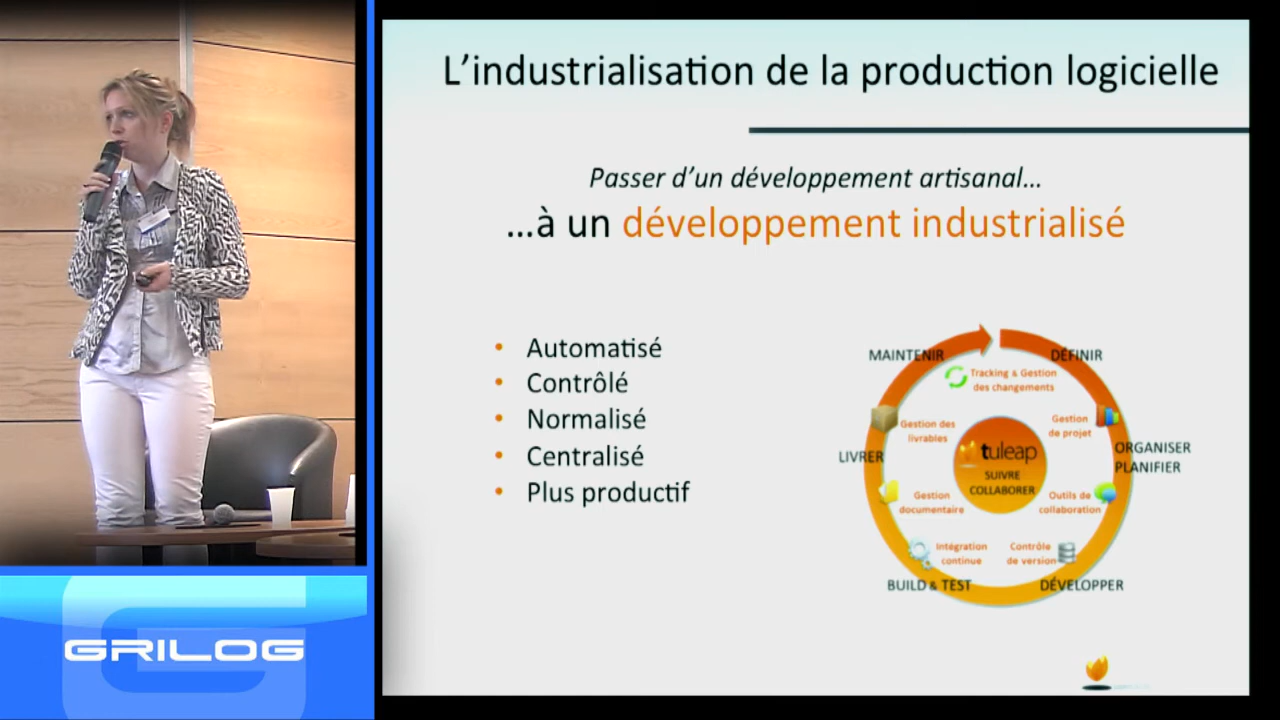 L'industrialisation de la production logicielle
Passer d'un développement artisanal...
...à un développement industrialisé
• Automatisé
• Contrôlé
• Normalisé
• Centralisé
• Plus productif
MAINTENIR
DÉFINIR
Tracking & Gestion
des changements
Gestion des
livrables
Gestion
de projet
LIVRER
ORGANISER
PLANIFIER
tuleap
SUIVRE
COLLABORER
Gestion
documentaire
Outils de
collaboration
Intégration
continue
Contrôle
de version
BUILD & TEST
DÉVELOPPER
GRILOG